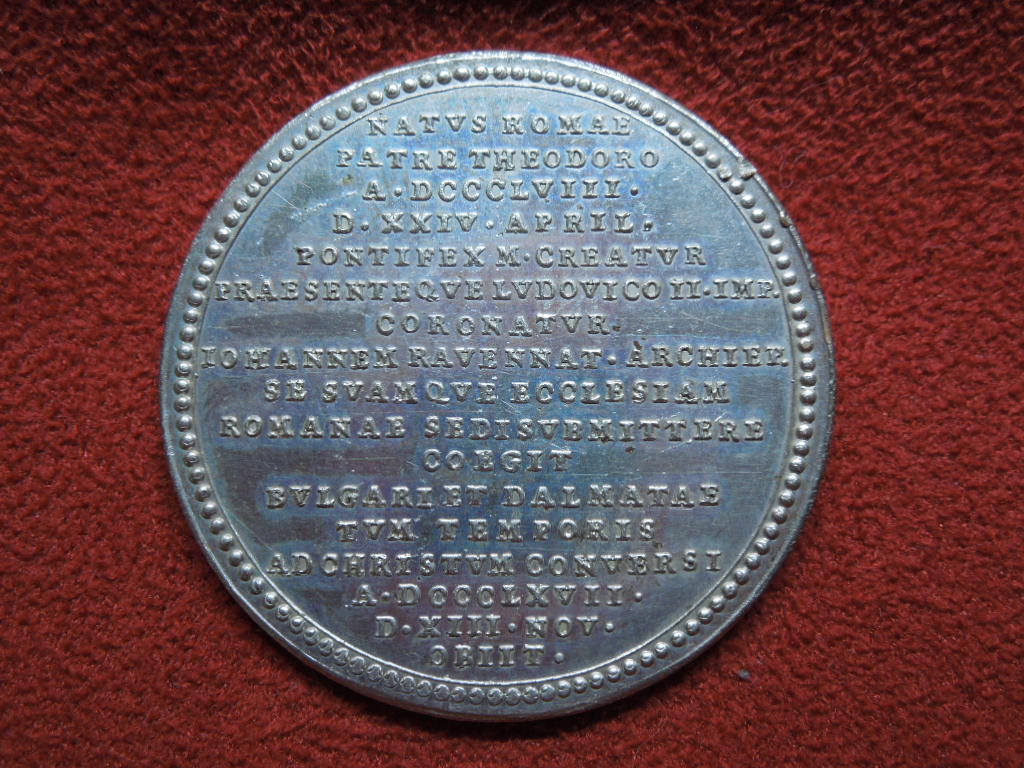 NATVS ROMAE
PATRE THEODORO
A · DCCCLVIII ·
D · XXIV · APRIL ·
PONTIFEX M · CREATVR
PRAESENTEQVE LVDOVICO II · IMP.
CORONATVR ·
IOHANNEM RAVENNAT · ARCHIEP.
SE SVAMQVE ECCLESIAM
ROMANAE SEDI SVBMITTERE
COEGIT
BVLGARI ET DALMATAE
TVM TEMPORIS
AD CHRISTVM CONVERSI
A · DCCCLXVII ·
D · XIII · NOV ·
OBIIT ·